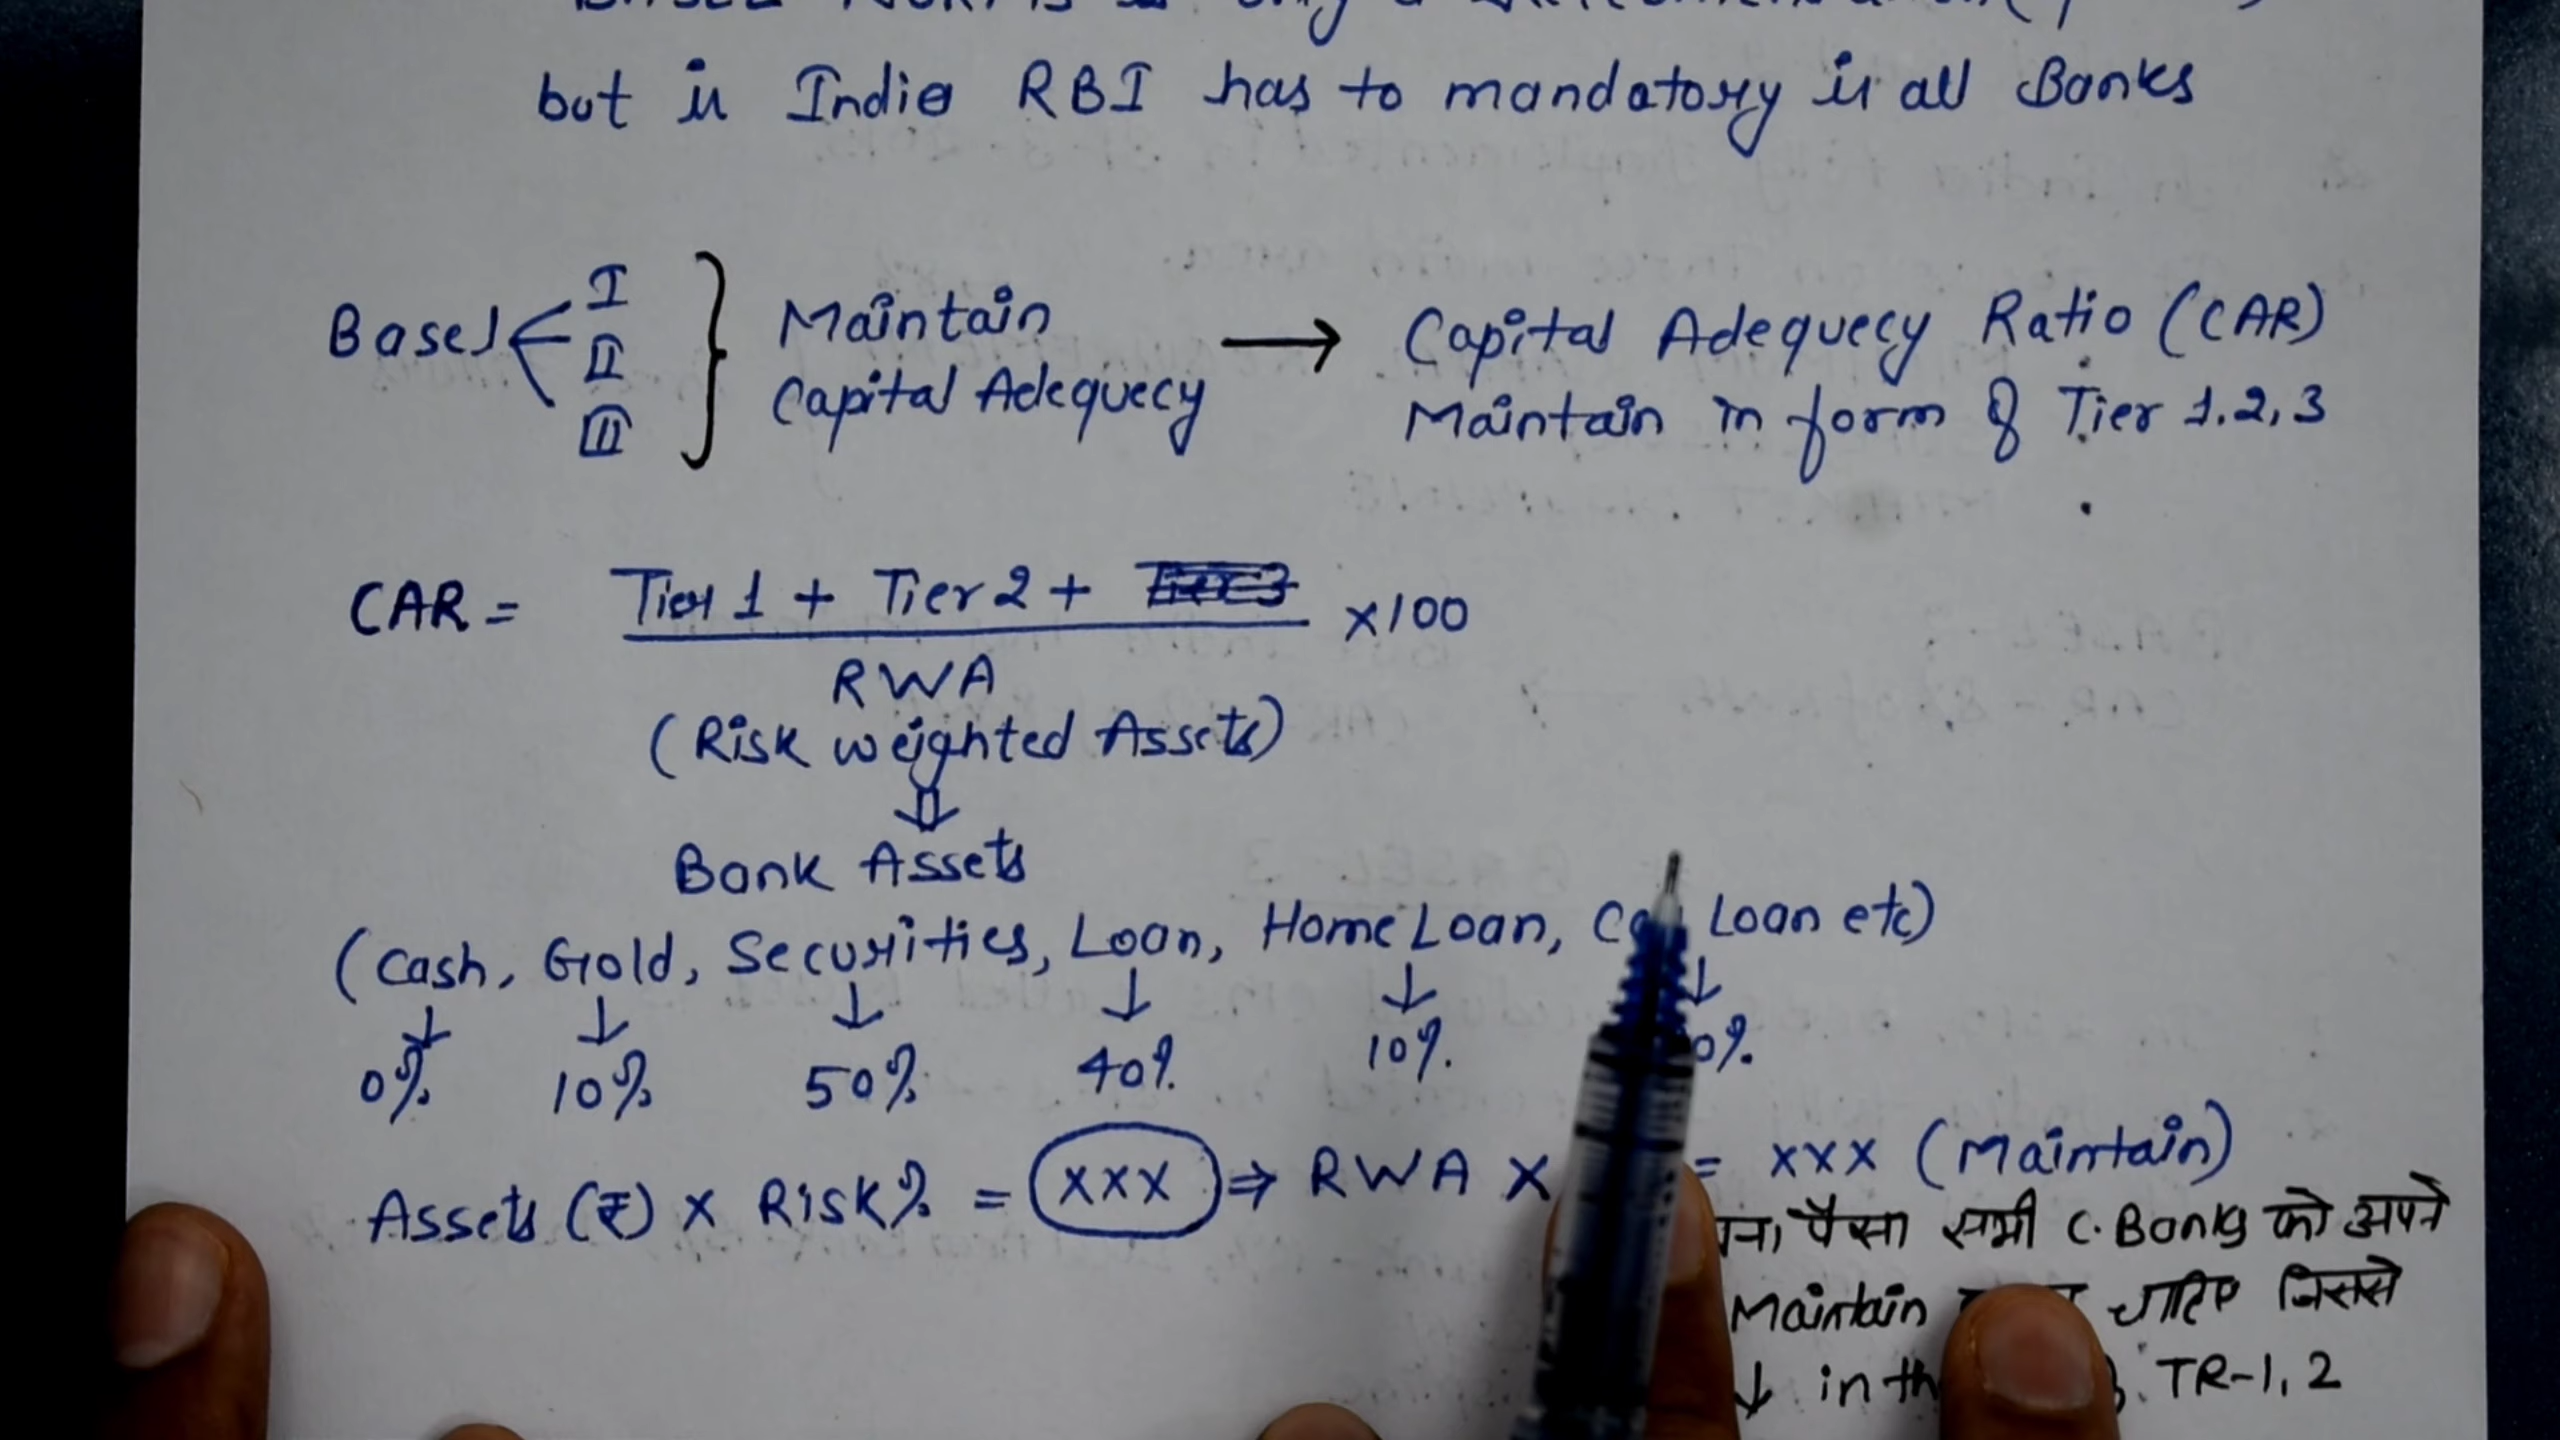 but in India RBI has to mandatory in all Banks
Basel I II III } Maintain Capital Adequecy → Capital Adequecy Ratio (CAR)
Maintain in form of Tier 1.2,3
CAR = Tier 1 + Tier 2 + ×100
RWA
(Risk weighted Assets)
⇓
Bank Assets
(Cash, Gold, Securities, Loan, Home Loan, Loan etc)
↓ ↓ ↓ ↓ ↓ ↓
0% 10% 50% 40% 10%
Assets (₹) × Risk% = xxx ⇒ RWA × = xxx (Maintain)
पैसा सभी C. Banks को अपने
Maintain चाहिए जिससे
↓ in TR-1, 2